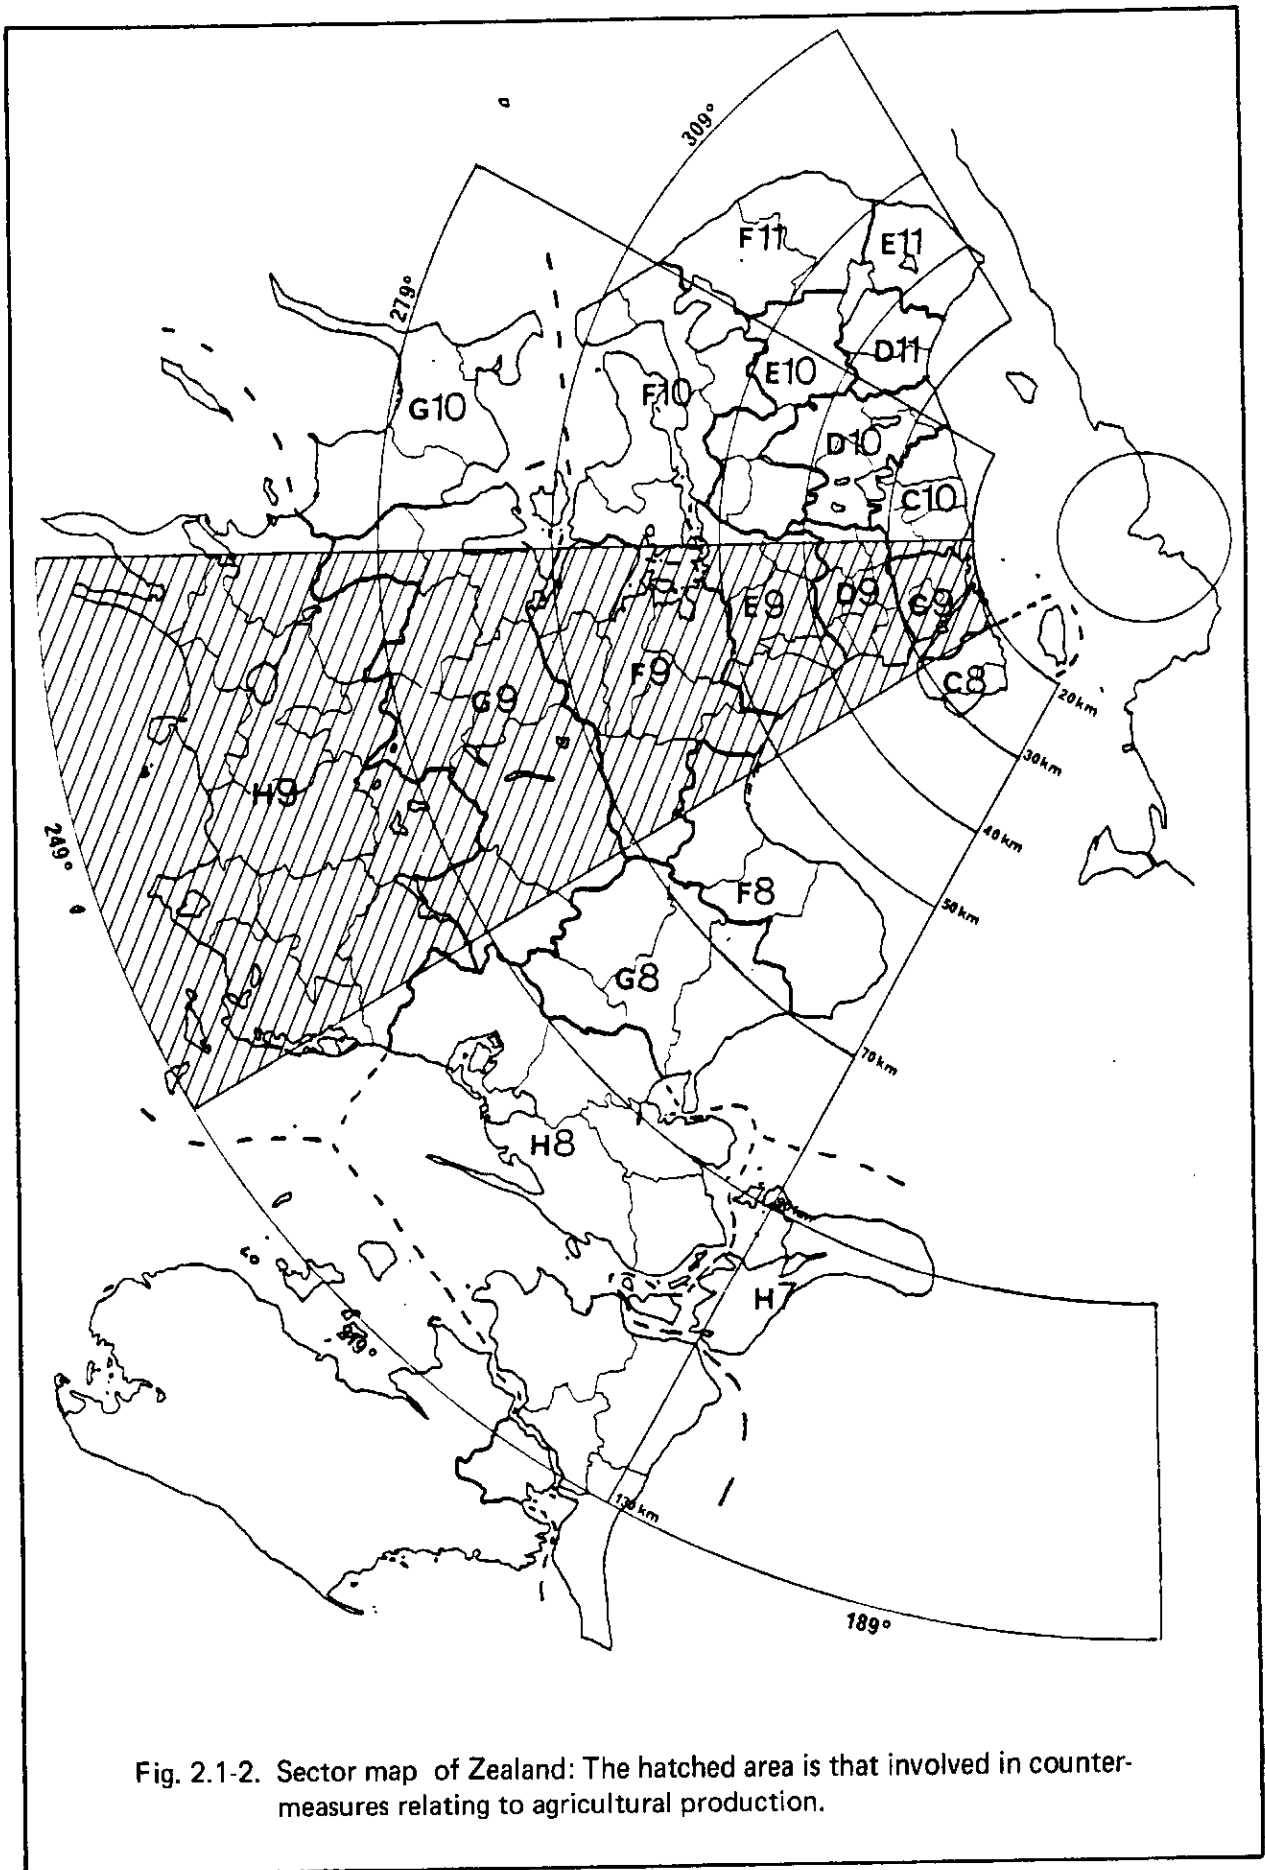 309°
F11
E11
279°
D11
E10
F10
G10
D10
C10
E9
D9
C9
F9
C8
G9
20km
30km
H9
249°
40km
F8
50km
G8
70km
H8
H7
130km
189°
Fig. 2.1-2. Sector map of Zealand: The hatched area is that involved in counter-
measures relating to agricultural production.